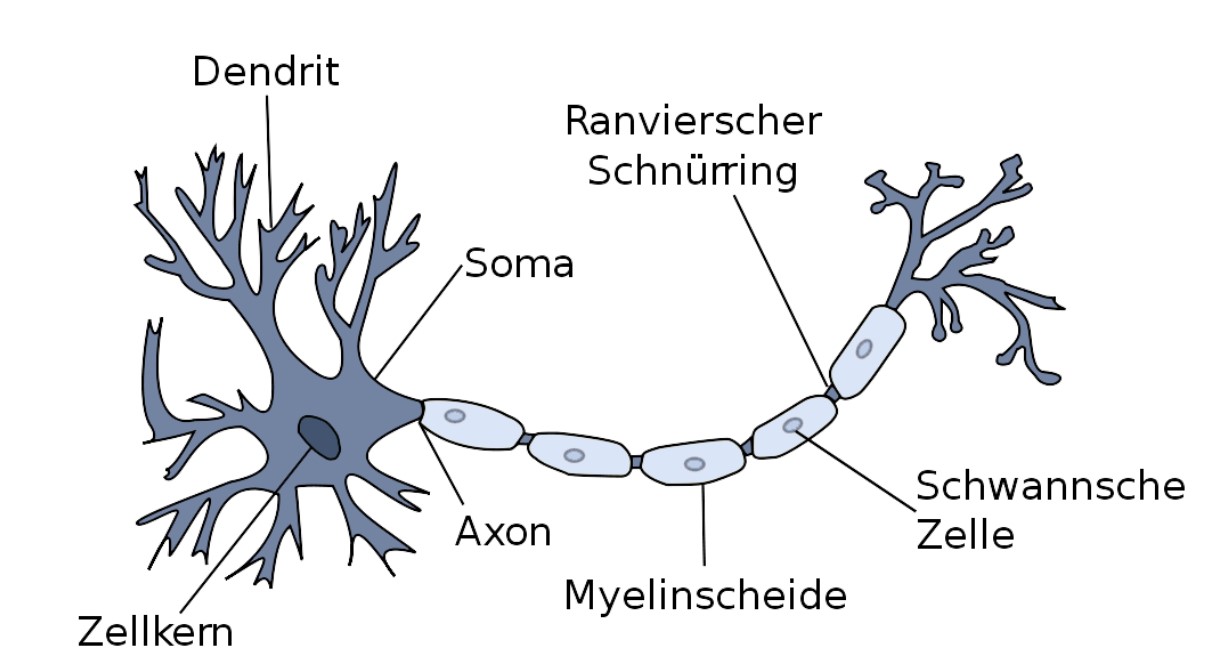 Dendrit
Ranvierscher
Schnürring
Soma
Schwannsche
Zelle
Axon
Myelinscheide
Zellkern